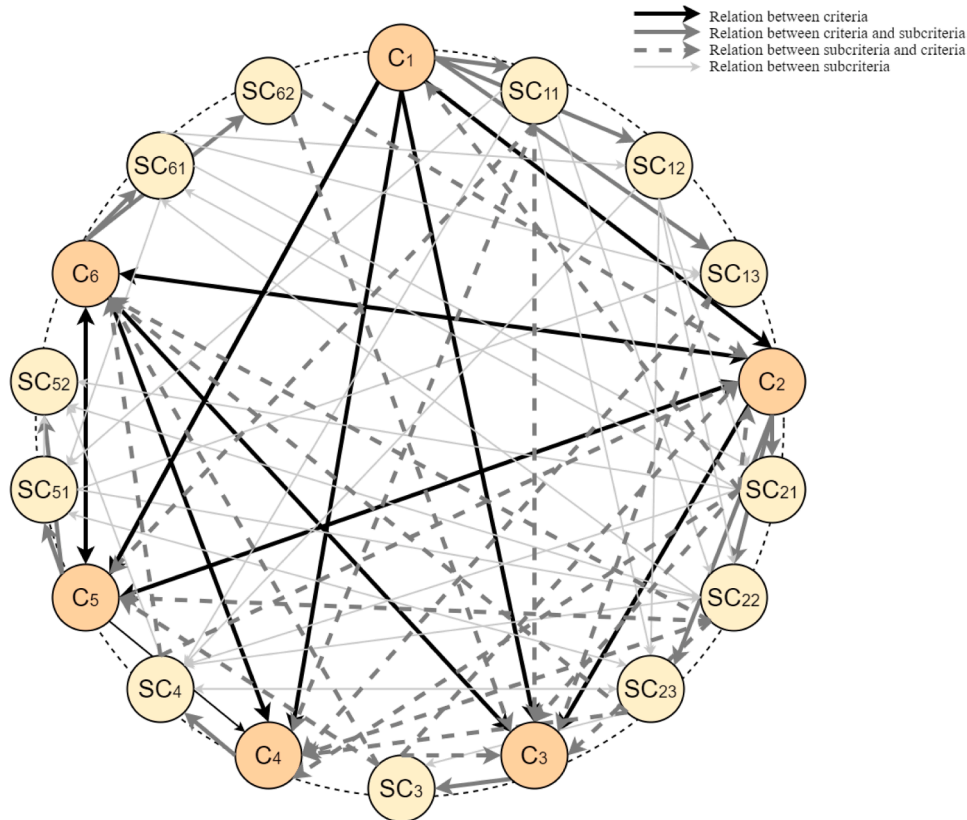 Relation between criteria
Relation between criteria and subcriteria
Relation between subcriteria and criteria
Relation between subcriteria
C1
SC62
SC11
SC61
SC12
C6
SC13
SC52
C2
SC51
SC21
C5
SC22
SC4
SC23
C4
C3
SC3